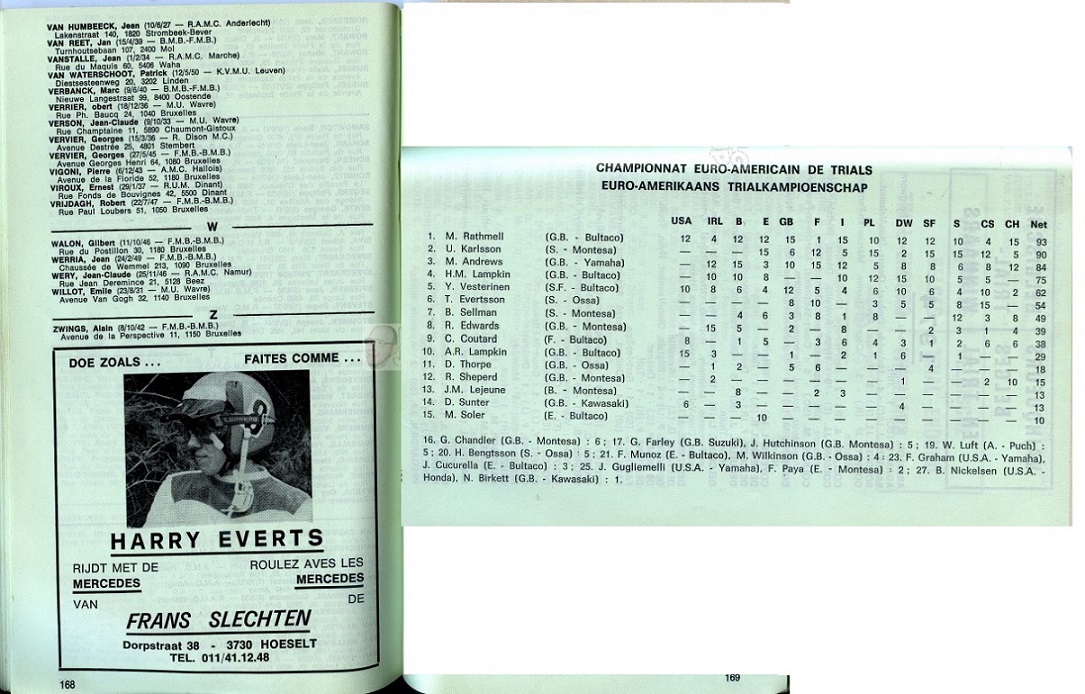 VAN HUMBEECK, Jean (10/6/27 — R.A.M.C. Anderlecht)
Lakenstraat 140, 1820 Strombeek-Bever
VAN REET, Jan (15/4/39 — B.M.B.-F.M.B.)
Turnhoutsebaan 107, 2400 Mol
VANSTALLE, Jean (1/2/34 — R.A.M.C. Marche)
Rue du Maquis 60, 5406 Waha
VAN WATERSCHOOT, Patrick (12/5/50 — K.V.M.U. Leuven)
Diestsesteenweg 20, 3202 Linden
VERBANCK, Marc (9/6/40 — B.M.B.-F.M.B.)
Nieuwe Langestraat 99, 8400 Oostende
VERRIER, obert (18/12/36 — M.U. Wavre)
Rue Ph. Baucq 24, 1040 Bruxelles
VERSON, Jean-Claude (9/10/33 — M.U. Wavre)
Rue Champtaine 11, 5890 Chaumont-Gistoux
VERVIER, Georges (15/3/36 — R. Dison M.C.)
Avenue Destrée 25, 4801 Stembert
VERVIER, Georges (27/5/45 — F.M.B.-B.M.B.)
Avenue Georges Henri 64, 1080 Bruxelles
VIGONI, Pierre (6/12/43 — A.M.C. Hallois)
Avenue de la Floride 52, 1180 Bruxelles
VIROUX, Ernest (29/1/37 — R.U.M. Dinant)
Rue Fonds de Bouvignes 42, 5500 Dinant
VRIJDAGH, Robert (22/7/47 — F.M.B.-B.M.B.)
Rue Paul Loubers 51, 1050 Bruxelles
W
WALON, Gilbert (11/10/46 — F.M.B.-B.M.B.)
Rue du Postillon 30, 1180 Bruxelles
WERRIA, Jean (24/2/49 — F.M.B.-B.M.B.)
Chaussée de Wemmel 213, 1090 Bruxelles
WERY, Jean-Claude (25/11/46 — R.A.M.C. Namur)
Rue Jean Deremince 21, 5128 Beez
WILLOT, Emile (23/8/31 — M.U. Wavre)
Avenue Van Gogh 32, 1140 Bruxelles
Z
ZWINGS, Alain (8/10/42 — F.M.B.-B.M.B.)
Avenue de la Perspective 11, 1150 Bruxelles
DOE ZOALS ... FAITES COMME ...
HARRY EVERTS
RIJDT MET DE ROULEZ AVES LES
MERCEDES MERCEDES
VAN DE
FRANS SLECHTEN
Dorpstraat 38 - 3730 HOESELT
TEL. 011/41.12.48
168
CHAMPIONNAT EURO-AMERICAIN DE TRIALS
EURO-AMERIKAANS TRIALKAMPIOENSCHAP
USA IRL B E GB F I PL DW SF S CS CH Net
1. M. Rathmell (G.B. - Bultaco) 12 4 12 12 15 1 15 10 12 12 10 4 15 93
2. U. Karlsson (S. - Montesa) — — — 15 6 12 5 15 2 15 15 12 5 90
3. M. Andrews (G.B. - Yamaha) — 12 15 3 10 15 12 5 8 8 6 8 12 84
4. H.M. Lampkin (G.B. - Bultaco) — 10 10 8 — — 10 12 15 10 5 5 — 75
5. Y. Vesterinen (S.F. - Bultaco) 10 8 6 4 12 5 4 6 10 6 4 10 2 62
6. T. Evertsson (S. - Ossa) — — — — 8 10 — 3 5 5 8 15 — 54
7. B. Sellman (S. - Montesa) — — 4 6 3 8 1 8 — — 12 3 8 49
8. R. Edwards (G.B. - Montesa) — 15 5 — 2 — 8 — — 2 3 1 4 39
9. C. Coutard (F. - Bultaco) 8 — 1 5 — 3 6 4 3 1 2 6 6 38
10. A.R. Lampkin (G.B. - Bultaco) 15 3 — — 1 — 2 1 6 — 1 — — 29
11. D. Thorpe (G.B. - Ossa) — 1 2 — 5 6 — — — 4 — — — 18
12. R. Sheperd (G.B. - Montesa) — 2 — — — — — — 1 — — 2 10 15
13. J.M. Lejeune (B. - Montesa) — — 8 — — 2 3 — — — — — — 13
14. D. Sunter (G.B. - Kawasaki) 6 — 3 — — — — — 4 — — — — 13
15. M. Soler (E. - Bultaco) — — — 10 — — — — — — — — — 10
16. G. Chandler (G.B. - Montesa) : 6 ; 17. G. Farley (G.B. Suzuki), J. Hutchinson (G.B. Montesa) : 5 ; 19. W. Luft (A. - Puch) :
5 ; 20. H. Bengtsson (S. - Ossa) : 5 ; 21. F. Munoz (E. - Bultaco), M. Wilkinson (G.B. - Ossa) : 4 : 23. F. Graham (U.S.A. - Yamaha),
J. Cucurella (E. - Bultaco) : 3 ; 25. J. Gugliemelli (U.S.A. - Yamaha), F. Paya (E. - Montesa) : 2 ; 27. B. Nickelsen (U.S.A. -
Honda), N. Birkett (G.B. - Kawasaki) : 1.
169